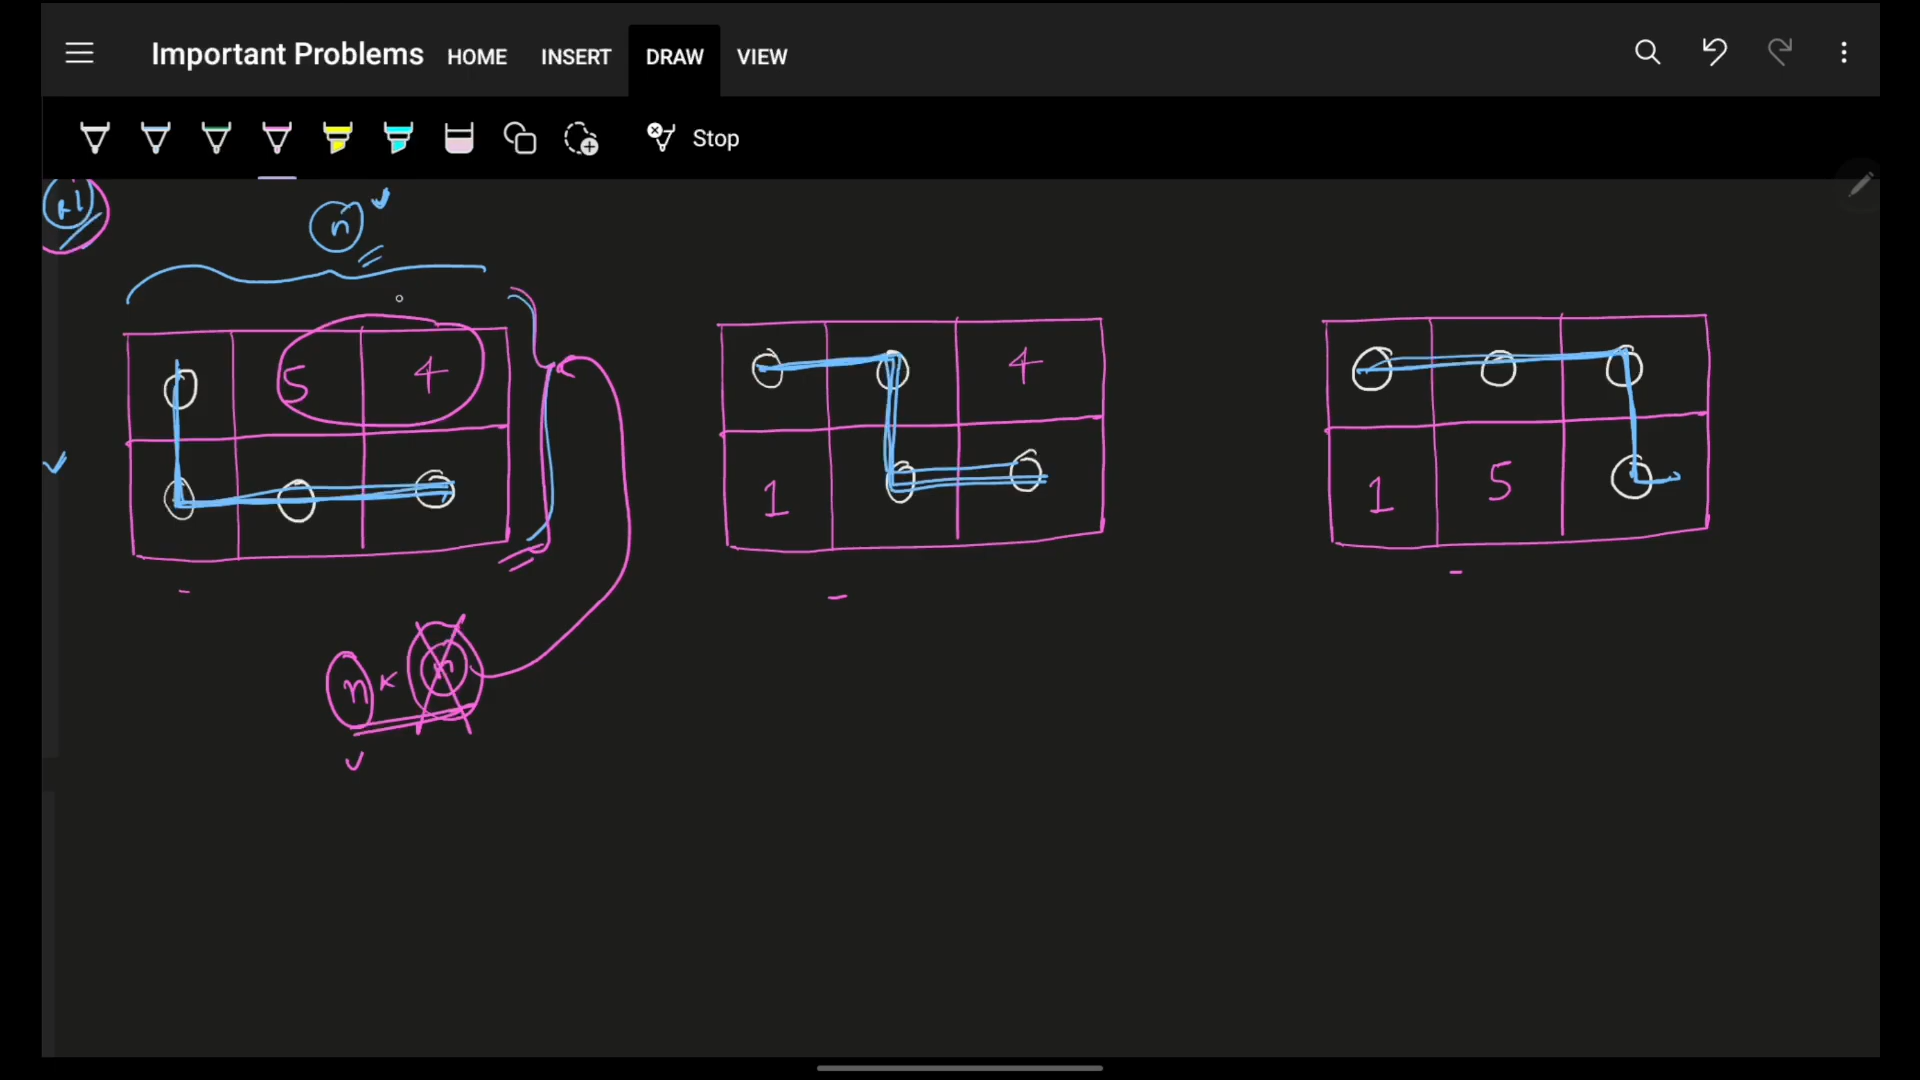 Important Problems HOME INSERT DRAW VIEW
Stop
n
5 4
4
1
1 5
n × n